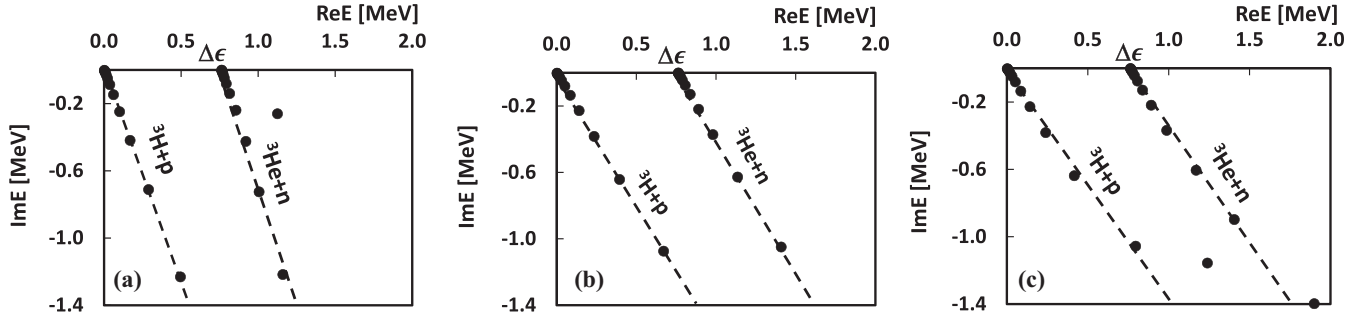 ReE [MeV]
0.0 0.5 1.0 1.5 2.0
Δϵ
-0.2
-0.6
-1.0
-1.4
ImE [MeV]
³H+p
³He+n
(a)
ReE [MeV]
0.0 0.5 1.0 1.5 2.0
Δϵ
-0.2
-0.6
-1.0
-1.4
ImE [MeV]
³H+p
³He+n
(b)
ReE [MeV]
0.0 0.5 1.0 1.5 2.0
Δϵ
-0.2
-0.6
-1.0
-1.4
ImE [MeV]
³H+p
³He+n
(c)